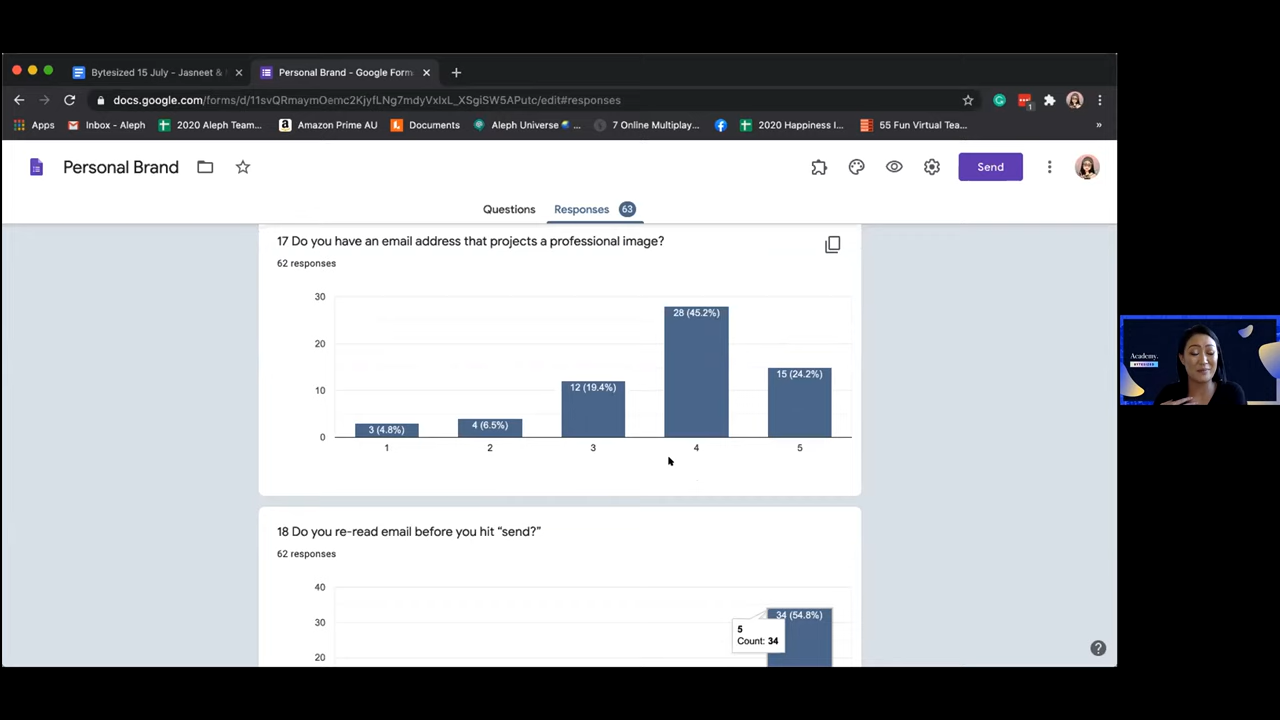 Bytesized 15 July - Jasneet &
Personal Brand - Google Form
docs.google.com/forms/d/11svQRmaymOemc2KjyfLNg7mdyVxIxL_XSgiSW5APutc/edit#responses
1
Apps
Inbox - Aleph
2020 Aleph Team...
Amazon Prime AU
Documents
Aleph Universe
...
7 Online Multiplay...
2020 Happiness I...
55 Fun Virtual Tea...
»
Personal Brand
Send
Questions
Responses 63
17 Do you have an email address that projects a professional image?
62 responses
30
20
10
0
3 (4.8%)
4 (6.5%)
12 (19.4%)
28 (45.2%)
15 (24.2%)
1 2 3 4 5
18 Do you re-read email before you hit “send?”
62 responses
40
30
20
34 (54.8%)
5
Count: 34
?
Academy.
BYTESIZED